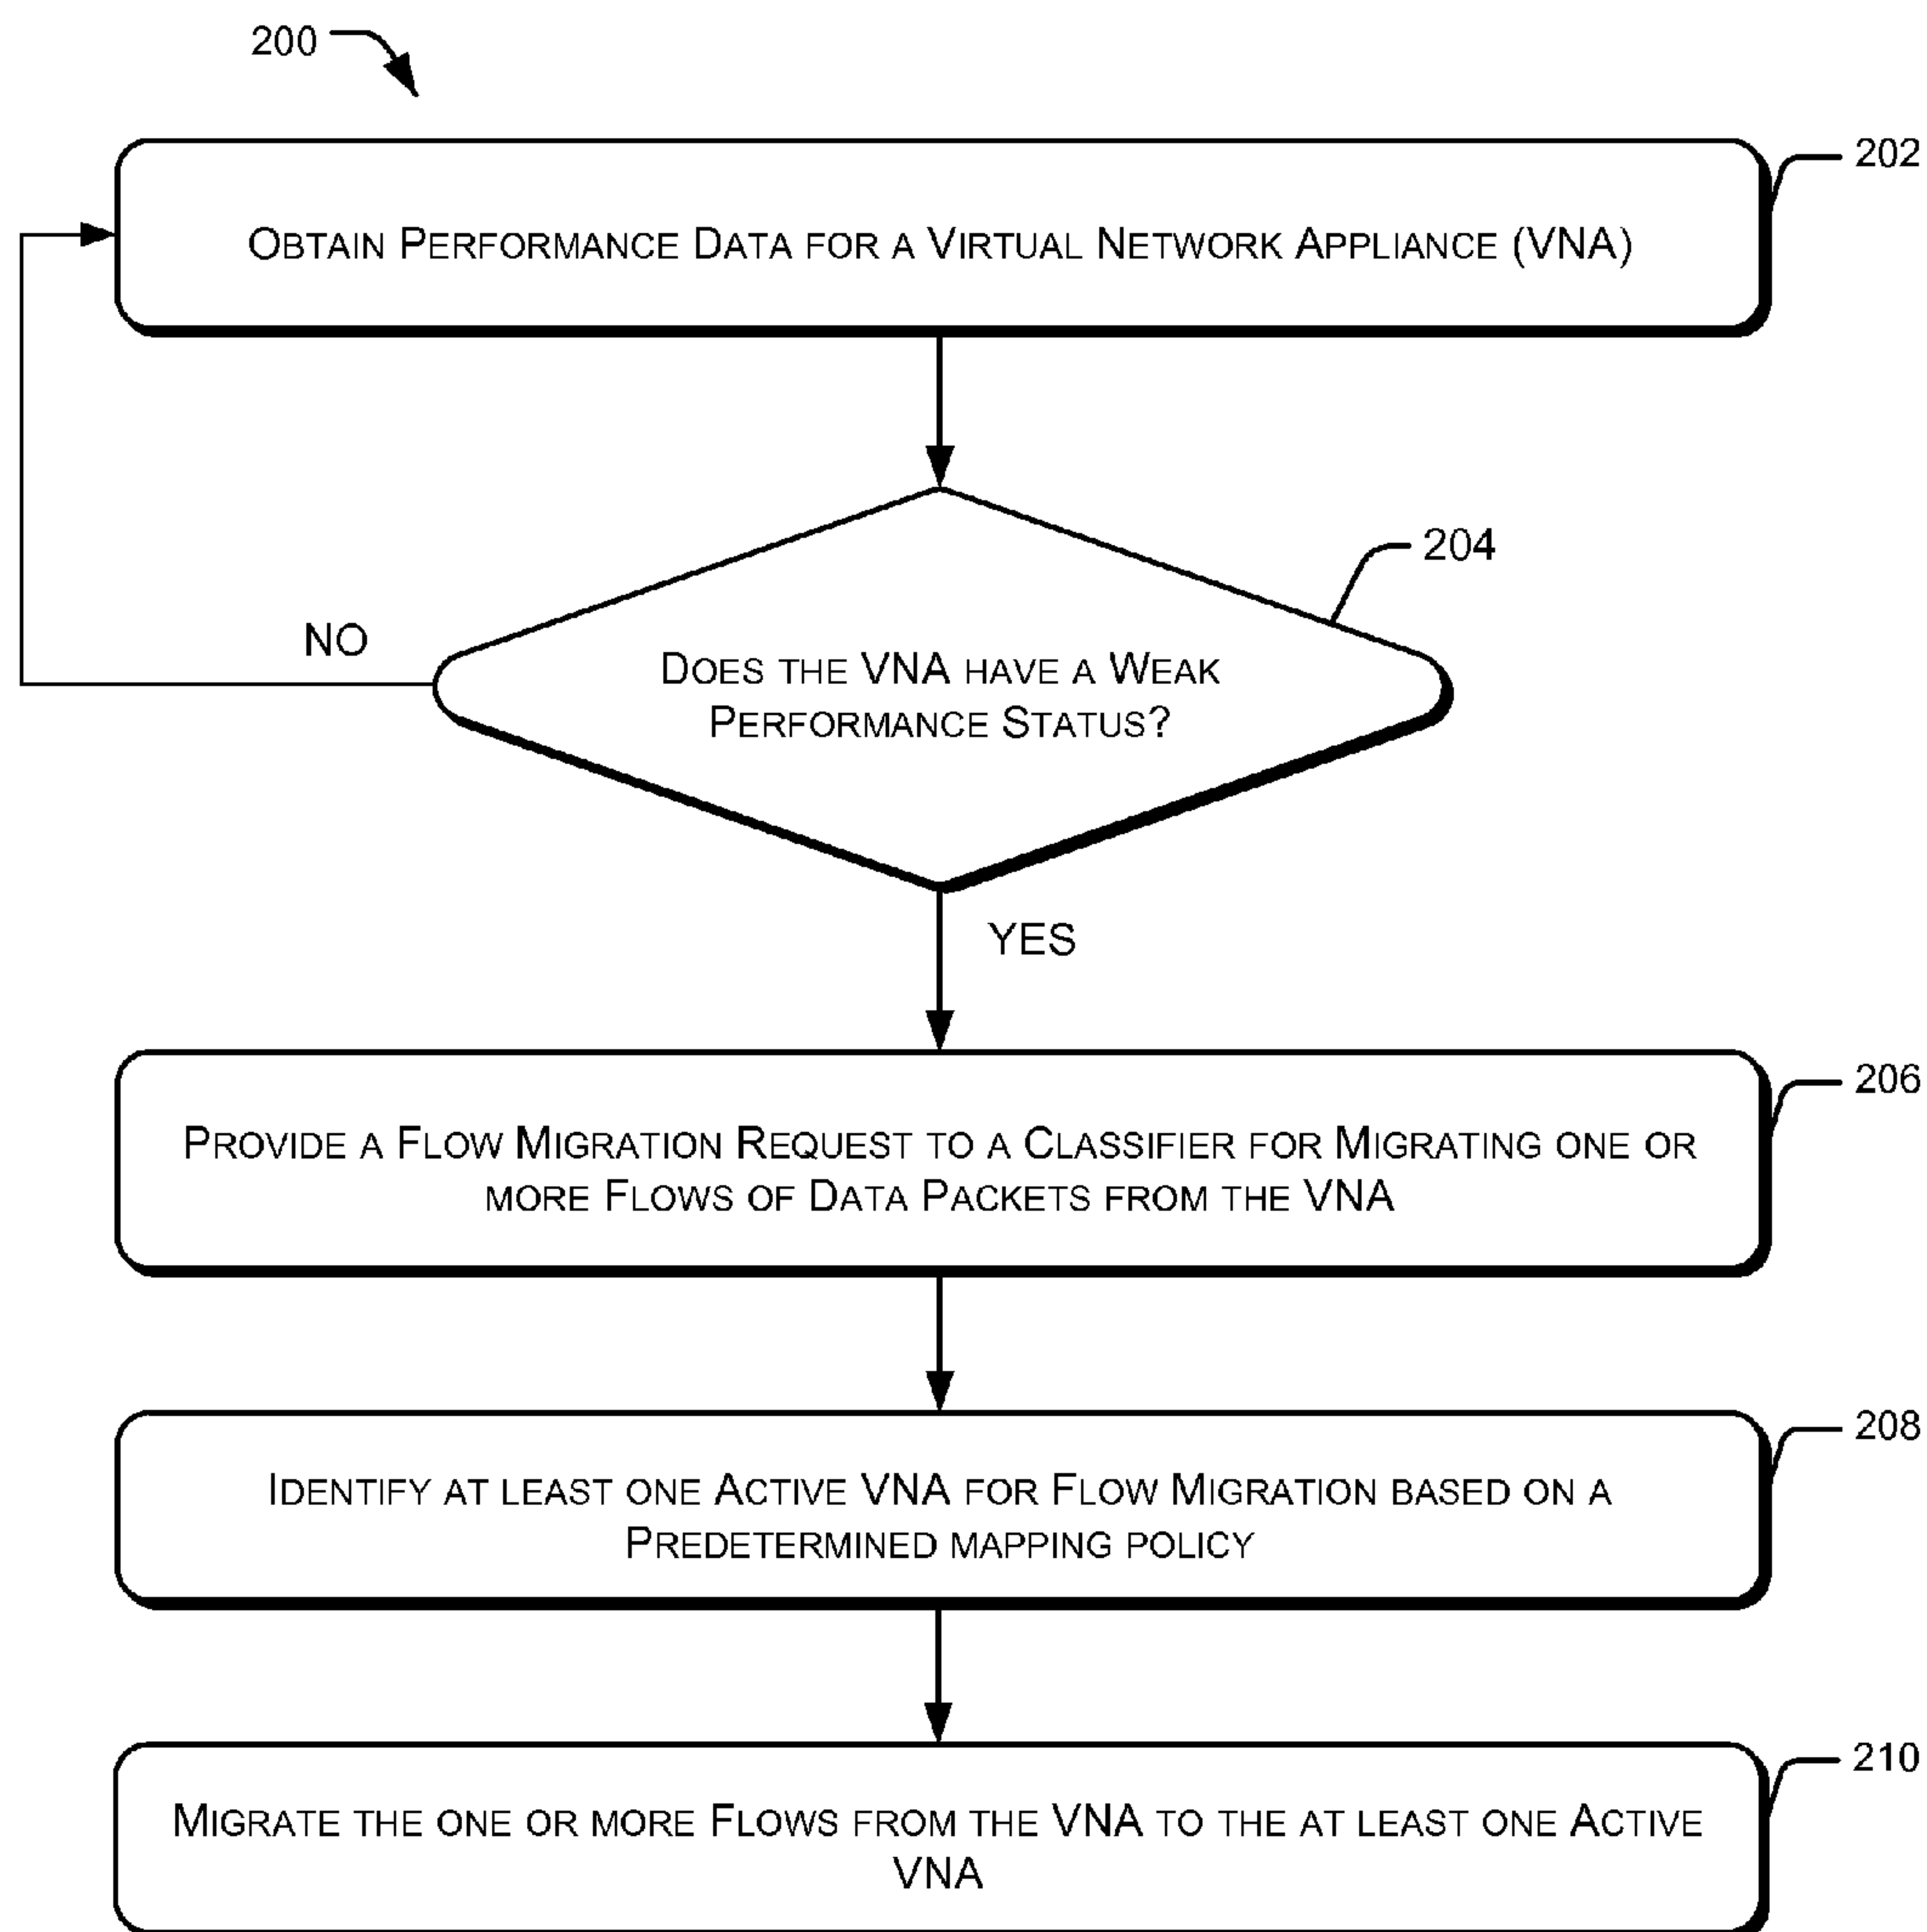 200
202
OBTAIN PERFORMANCE DATA FOR A VIRTUAL NETWORK APPLIANCE (VNA)
204
NO
DOES THE VNA HAVE A WEAK
PERFORMANCE STATUS?
YES
206
PROVIDE A FLOW MIGRATION REQUEST TO A CLASSIFIER FOR MIGRATING ONE OR
MORE FLOWS OF DATA PACKETS FROM THE VNA
208
IDENTIFY AT LEAST ONE ACTIVE VNA FOR FLOW MIGRATION BASED ON A
PREDETERMINED MAPPING POLICY
210
MIGRATE THE ONE OR MORE FLOWS FROM THE VNA TO THE AT LEAST ONE ACTIVE
VNA